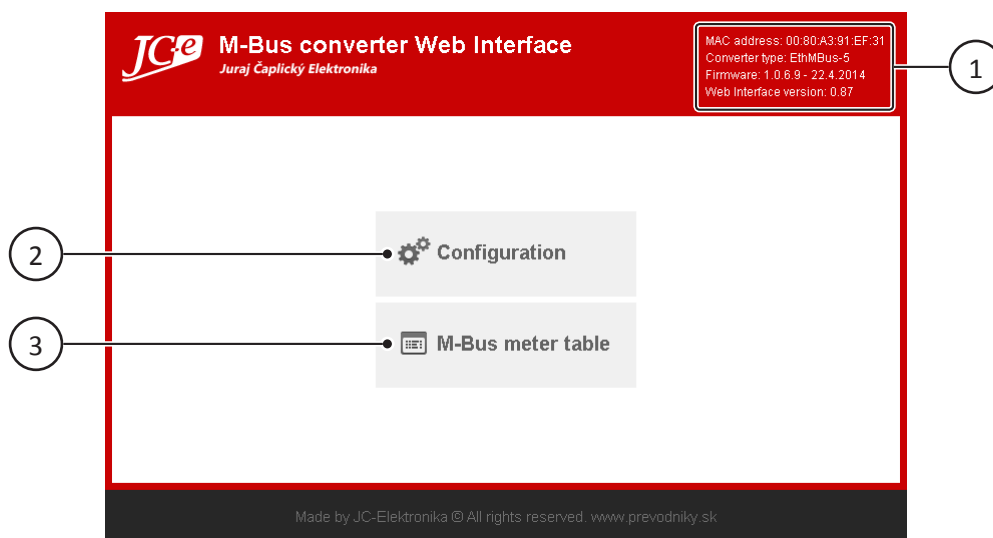 JC-e
M-Bus converter Web Interface
Juraj Čaplický Elektronika
MAC address: 00:80:A3:91:EF:31
Converter type: EthMBus-5
Firmware: 1.0.6.9 - 22.4.2014
Web Interface version: 0.87
1
2
Configuration
3
M-Bus meter table
Made by JC-Elektronika © All rights reserved. www.prevodniky.sk